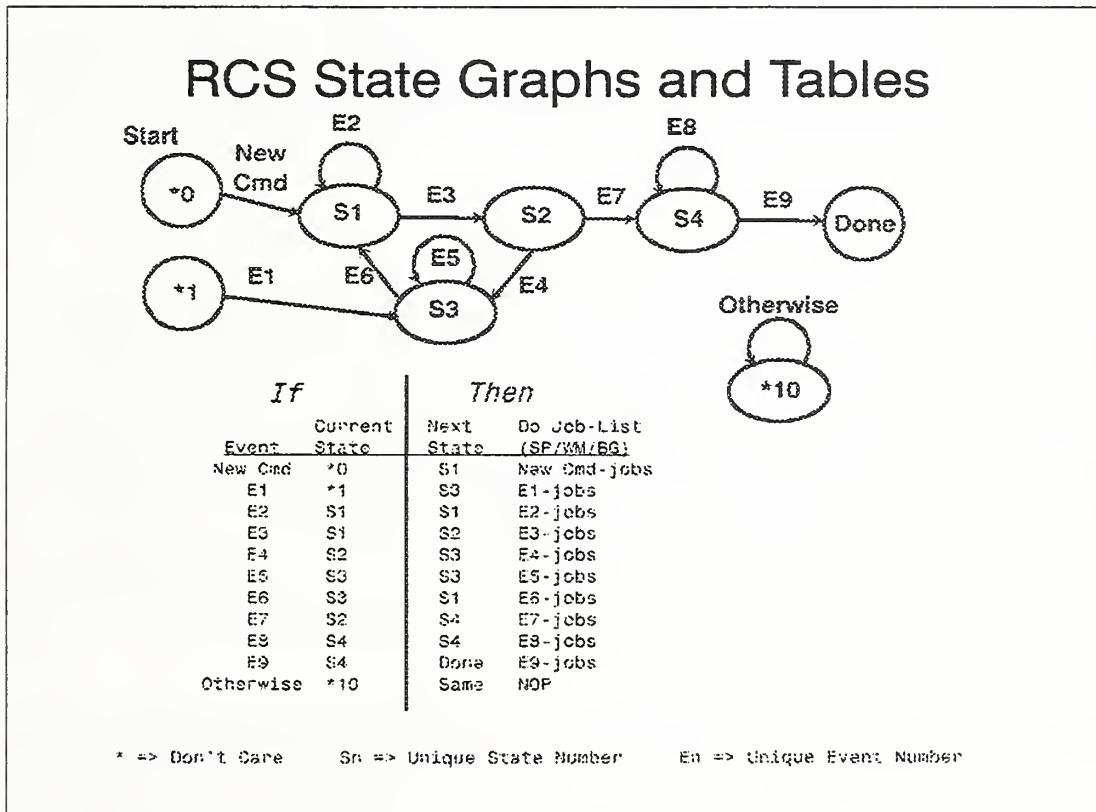 RCS State Graphs and Tables
Start
*0
New
Cmd
E2
S1
E3
S2
E7
E8
S4
E9
Done
*1
E1
E6
E5
S3
E4
Otherwise
*10
If Then
Current Next Do Job-List
Event State State (SP/WM/BG)
New Cmd *0 S1 New Cmd-jobs
E1 *1 S3 E1-jobs
E2 S1 S1 E2-jobs
E3 S1 S2 E3-jobs
E4 S2 S3 E4-jobs
E5 S3 S3 E5-jobs
E6 S3 S1 E6-jobs
E7 S2 S4 E7-jobs
E8 S4 S4 E8-jobs
E9 S4 Done E9-jobs
Otherwise *10 Same NOP
* => Don't Care Sn => Unique State Number En => Unique Event Number